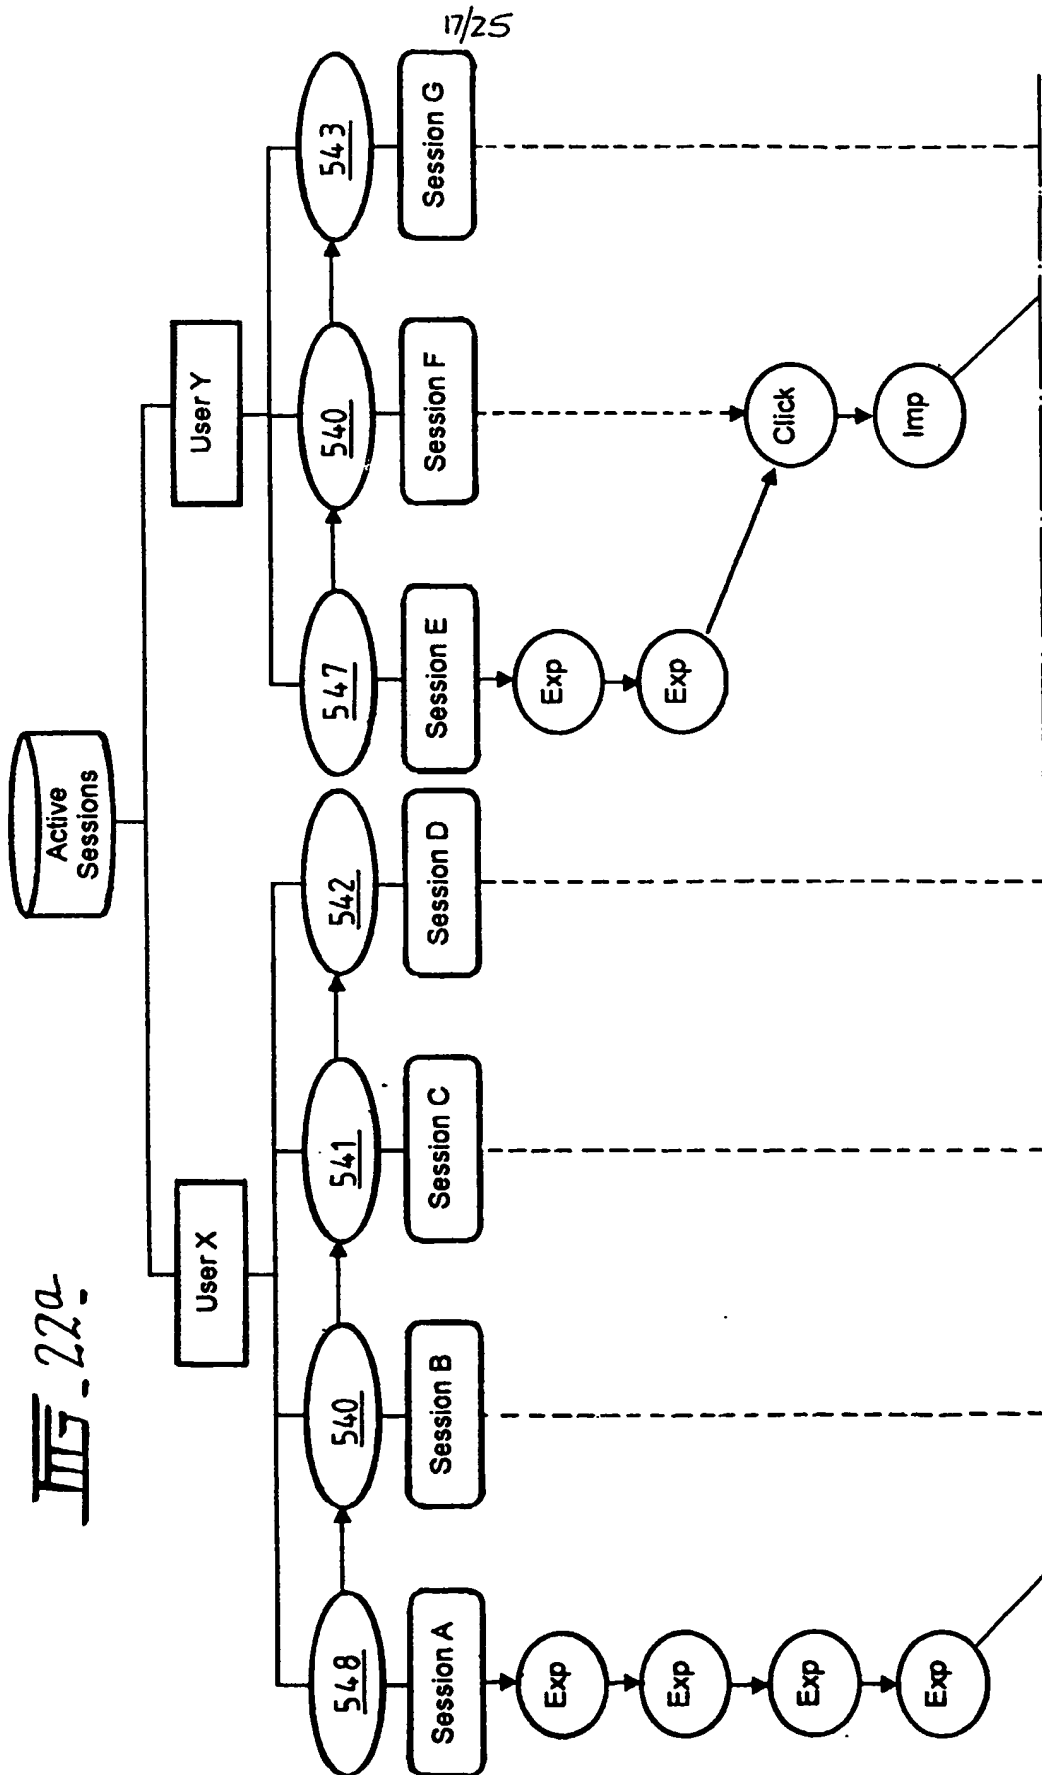 17/25
FIG-22a-
Active
Sessions
User X
User Y
548
540
541
542
547
540
543
Session A
Session B
Session C
Session D
Session E
Session F
Session G
Exp
Exp
Exp
Exp
Exp
Exp
Click
Imp